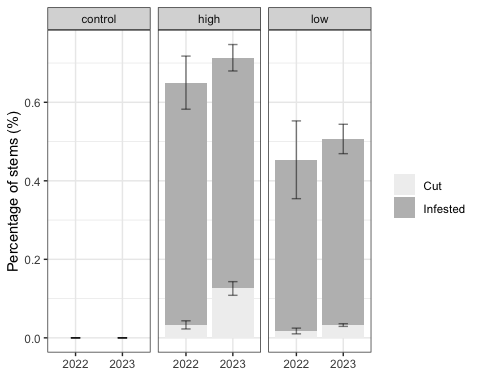 control high low
Percentage of stems (%)
0.6
0.4
0.2
0.0
2022 2023 2022 2023 2022 2023
Cut
Infested